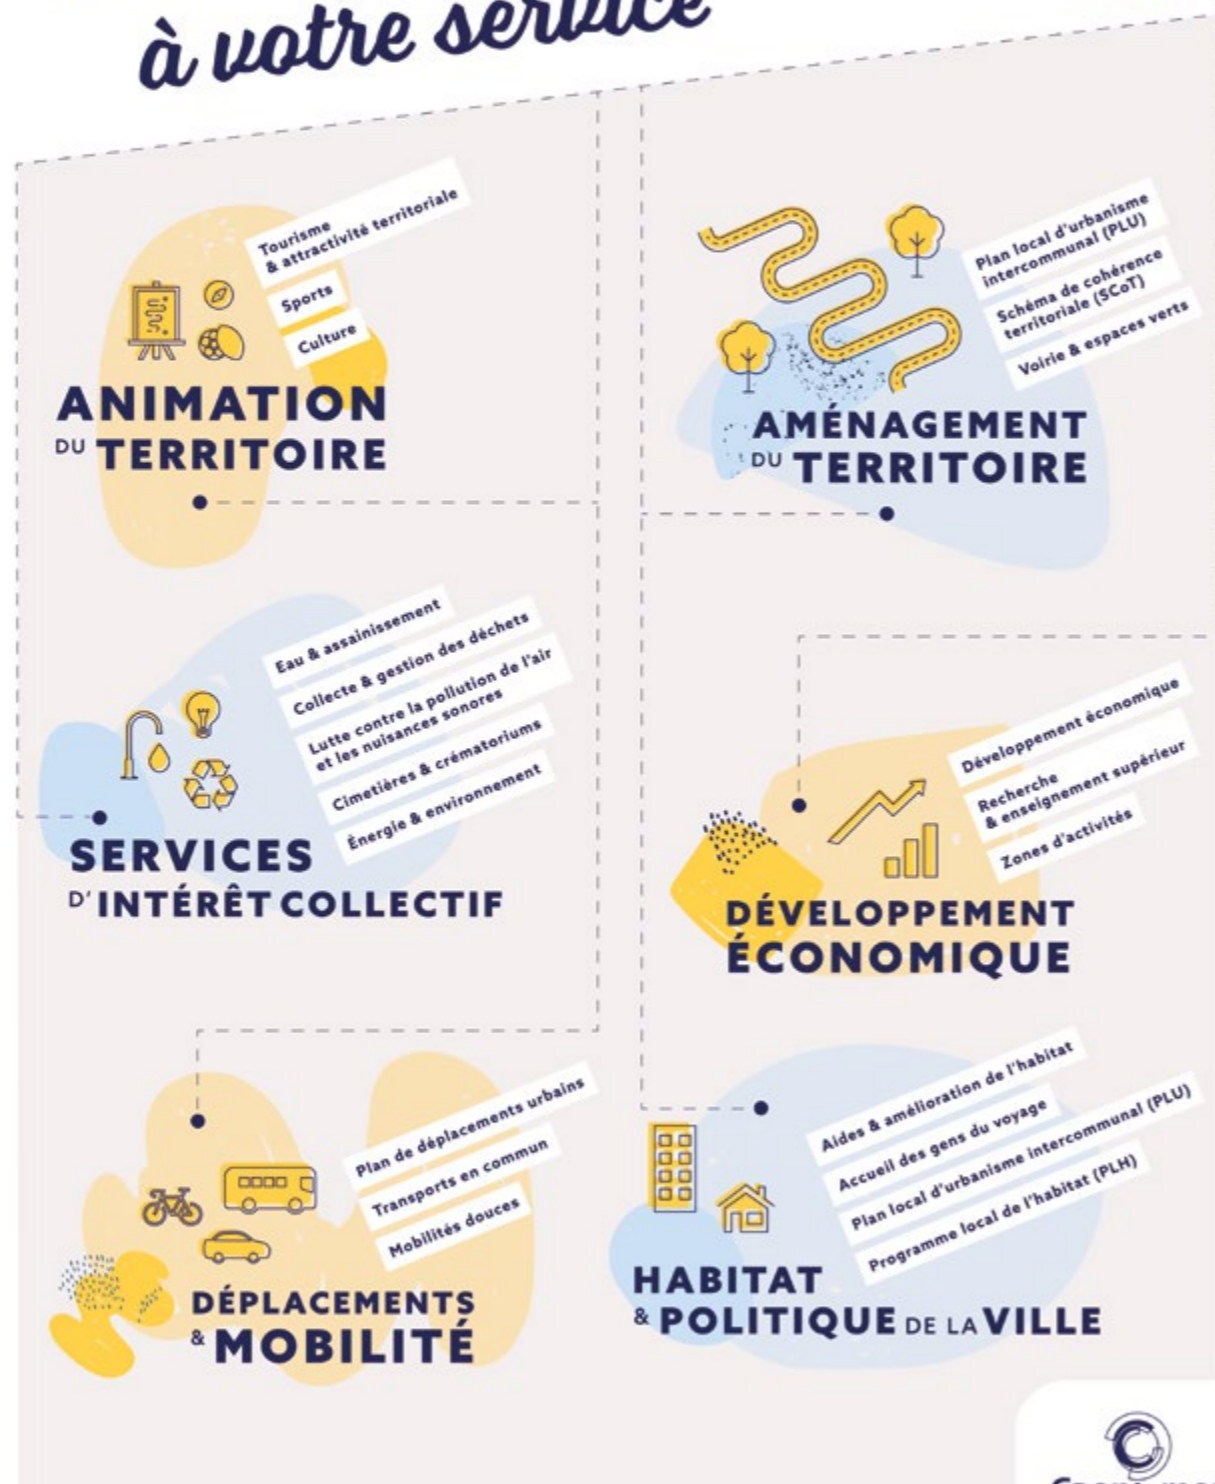 à votre service
Tourisme
& attractivité territoriale
Sports
Culture
ANIMATION
DU TERRITOIRE
Plan local d'urbanisme
intercommunal (PLU)
Schéma de cohérence
territoriale (SCoT)
Voirie & espaces verts
AMÉNAGEMENT
DU TERRITOIRE
Eau & assainissement
Collecte & gestion des déchets
Lutte contre la pollution de l'air
et les nuisances sonores
Cimetières & crématoriums
Énergie & environnement
SERVICES
D'INTÉRÊT COLLECTIF
Développement économique
Recherche
& enseignement supérieur
Zones d'activités
DÉVELOPPEMENT
ÉCONOMIQUE
Plan de déplacements urbains
Transports en commun
Mobilités douces
DÉPLACEMENTS
& MOBILITÉ
Aides & amélioration de l'habitat
Accueil des gens du voyage
Plan local d'urbanisme intercommunal (PLU)
Programme local de l'habitat (PLH)
HABITAT
& POLITIQUE DE LA VILLE